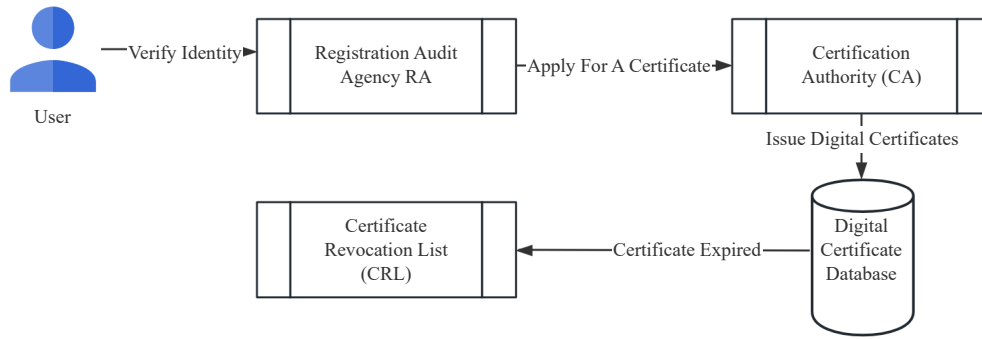 User
Verify Identity
Registration Audit
Agency RA
Apply For A Certificate
Certification
Authority (CA)
Issue Digital Certificates
Digital
Certificate
Database
Certificate Expired
Certificate
Revocation List
(CRL)